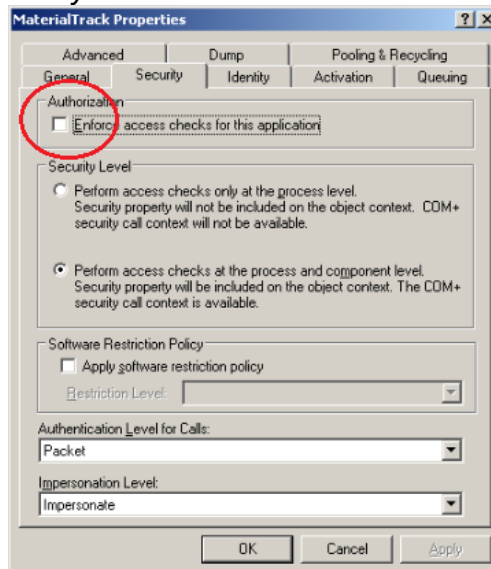 MaterialTrack Properties
Advanced Dump Pooling & Recycling
General Security Identity Activation Queuing
Authorization
Enforce access checks for this application
Security Level
Perform access checks only at the process level.
Security property will not be included on the object context. COM+
security call context will not be available.
Perform access checks at the process and component level.
Security property will be included on the object context. The COM+
security call context is available.
Software Restriction Policy
Apply software restriction policy
Restriction Level:
Authentication Level for Calls:
Packet
Impersonation Level:
Impersonate
OK Cancel Apply